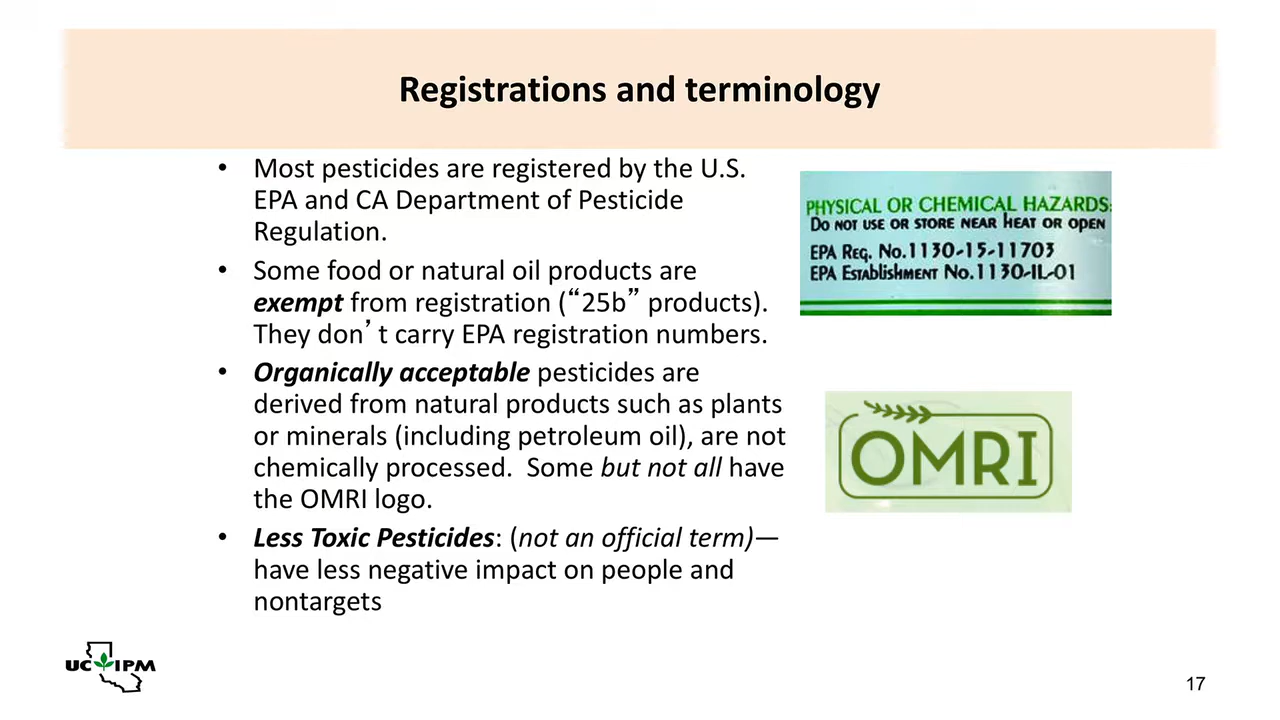 Registrations and terminology
• Most pesticides are registered by the U.S.
EPA and CA Department of Pesticide
Regulation.
• Some food or natural oil products are
exempt from registration (“25b” products).
They don’t carry EPA registration numbers.
• Organically acceptable pesticides are
derived from natural products such as plants
or minerals (including petroleum oil), are not
chemically processed.  Some but not all have
the OMRI logo.
• Less Toxic Pesticides: (not an official term)—
have less negative impact on people and
nontargets
PHYSICAL OR CHEMICAL HAZARDS:
DO NOT USE OR STORE NEAR HEAT OR OPEN
EPA REG. No.1130-15-11703
EPA ESTABLISHMENT No.1130-IL-01
OMRI
UC IPM
17